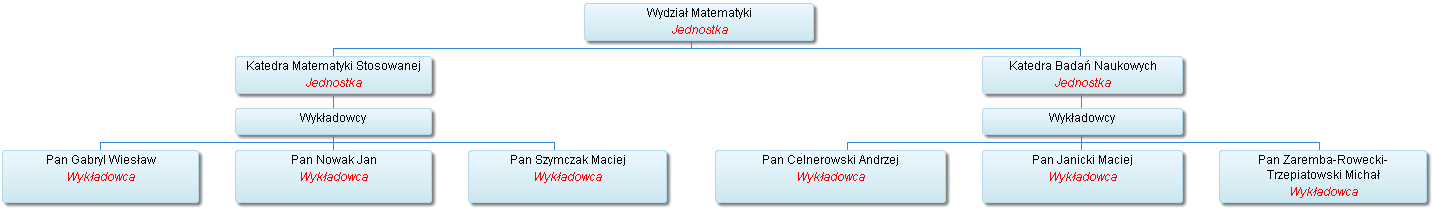 Wydział Matematyki
Jednostka
Katedra Matematyki Stosowanej
Jednostka
Katedra Badań Naukowych
Jednostka
Wykładowcy
Wykładowcy
Pan Gabryl Wiesław
Wykładowca
Pan Nowak Jan
Wykładowca
Pan Szymczak Maciej
Wykładowca
Pan Celnerowski Andrzej
Wykładowca
Pan Janicki Maciej
Wykładowca
Pan Zaremba-Rowecki-
Trzepiatowski Michał
Wykładowca